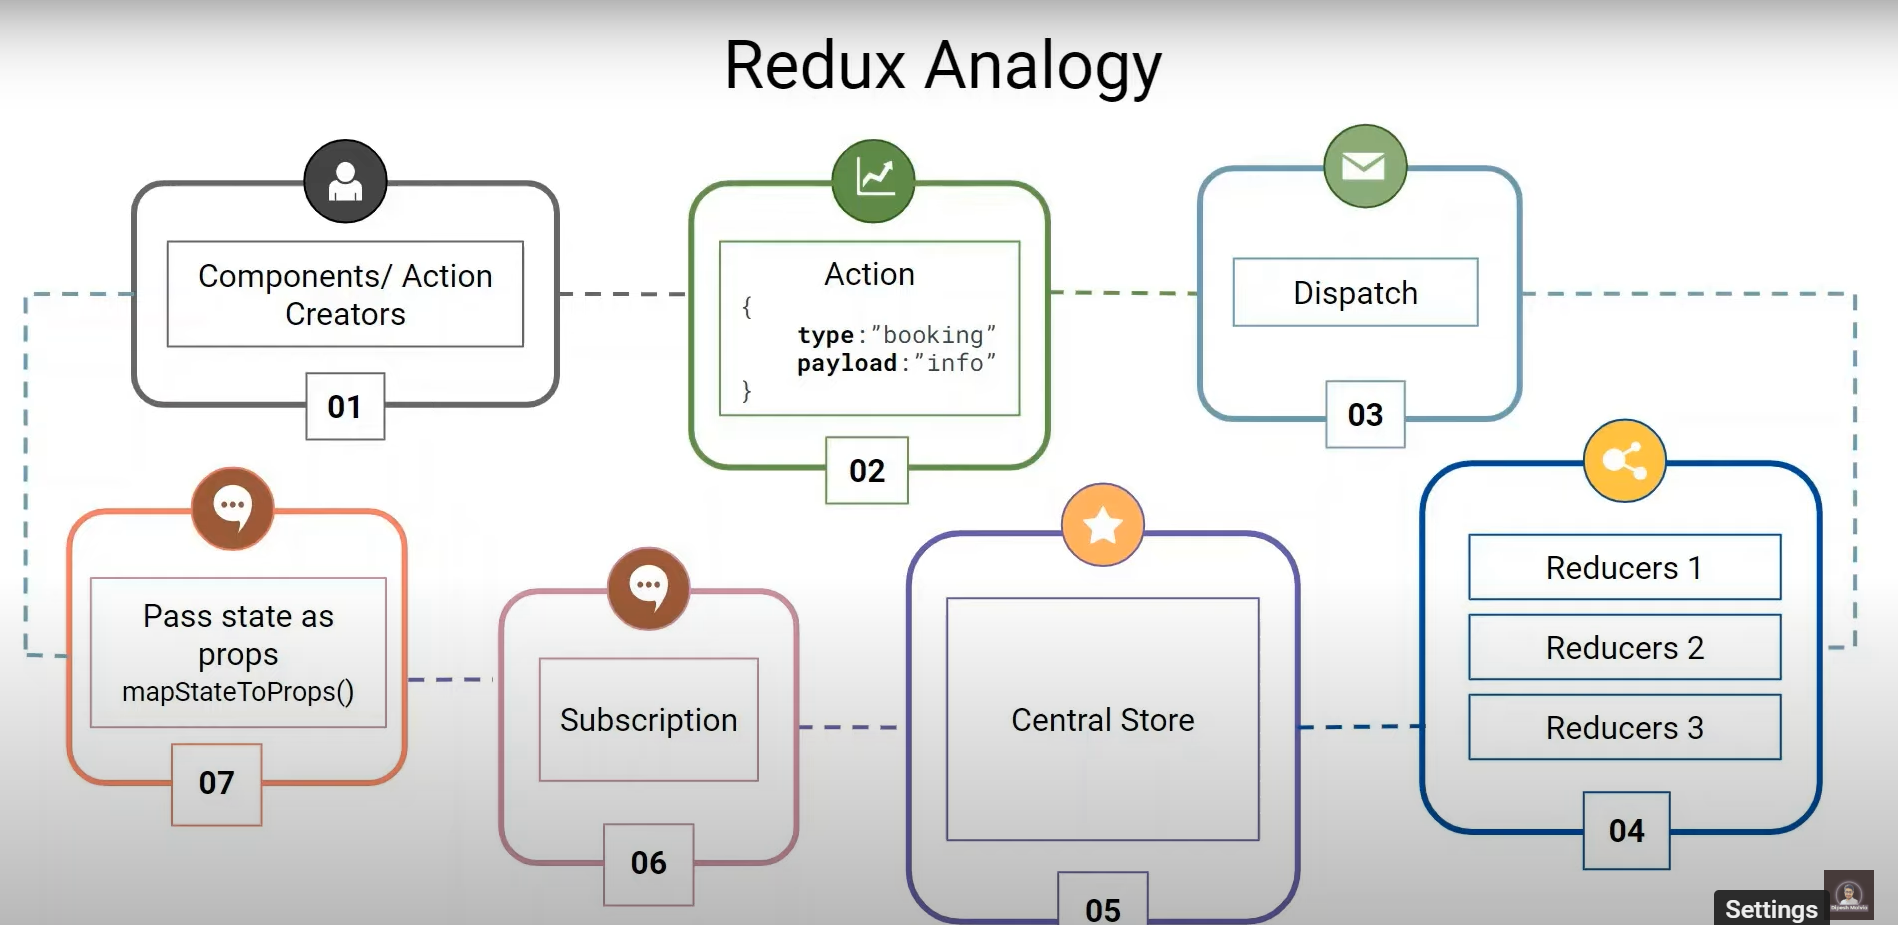 Redux Analogy
Components/ Action
Creators
01
Action
{
type:”booking”
payload:”info”
}
02
Dispatch
03
Reducers 1
Reducers 2
Reducers 3
04
Central Store
05
Subscription
06
Pass state as
props
mapStateToProps()
07
Settings